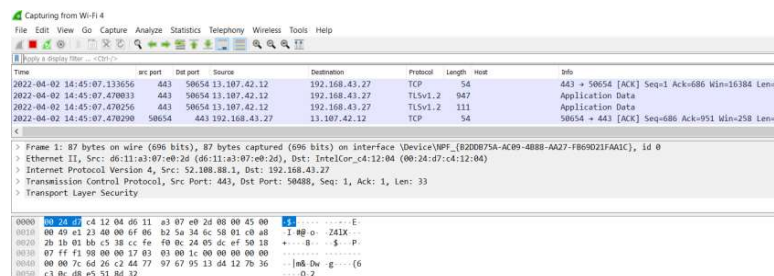 Capturing from Wi-Fi 4
File Edit View Go Capture Analyze Statistics Telephony Wireless Tools Help
Apply a display filter ... <Ctrl-/>
Time src port Dst port Source Destination Protocol Length Host Info
2022-04-02 14:45:07.133656 443 50654 13.107.42.12 192.168.43.27 TCP 54 443 → 50654 [ACK] Seq=1 Ack=686 Win=16384 Len=
2022-04-02 14:45:07.470033 443 50654 13.107.42.12 192.168.43.27 TLSv1.2 947 Application Data
2022-04-02 14:45:07.470256 443 50654 13.107.42.12 192.168.43.27 TLSv1.2 111 Application Data
2022-04-02 14:45:07.470290 50654 443 192.168.43.27 13.107.42.12 TCP 54 50654 → 443 [ACK] Seq=686 Ack=951 Win=258 Len=
> Frame 1: 87 bytes on wire (696 bits), 87 bytes captured (696 bits) on interface \Device\NPF_{82DDB75A-AC09-4B88-AA27-FB69D21FAA1C}, id 0
> Ethernet II, Src: d6:11:a3:07:e0:2d (d6:11:a3:07:e0:2d), Dst: IntelCor_c4:12:04 (00:24:d7:c4:12:04)
> Internet Protocol Version 4, Src: 52.108.88.1, Dst: 192.168.43.27
> Transmission Control Protocol, Src Port: 443, Dst Port: 50488, Seq: 1, Ack: 1, Len: 33
> Transport Layer Security
0000 00 24 d7 c4 12 04 d6 11 a3 07 e0 2d 08 00 45 00
0010 00 49 e1 23 40 00 6f 06 b2 5a 34 6c 58 01 c0 a8
0020 2b 1b 01 bb c5 38 cc fe f0 0c 24 05 dc ef 50 18
0030 07 ff f1 98 00 00 17 03 03 00 1c 00 00 00 00 00
0040 00 00 7c 6d 26 c2 44 77 97 67 95 13 d4 12 7b 36
0050 c3 0c d8 e5 51 8d 32